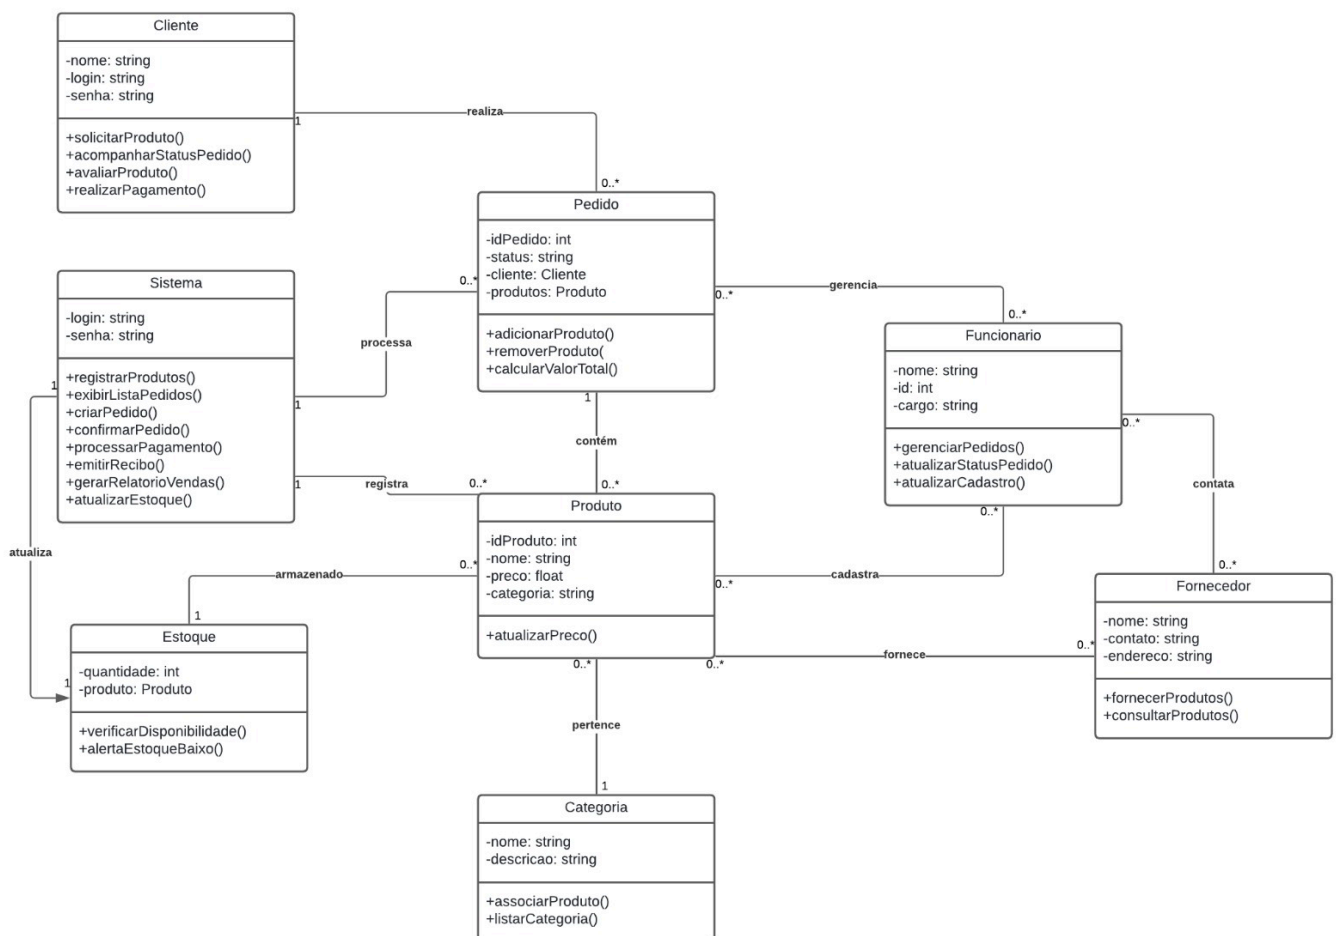 Cliente
-nome: string
-login: string
-senha: string
+solicitarProduto()
+acompanharStatusPedido()
+avaliarProduto()
+realizarPagamento()
1
realiza
0..*
Pedido
-idPedido: int
-status: string
-cliente: Cliente
-produtos: Produto
+adicionarProduto()
+removerProduto(
+calcularValorTotal()
Sistema
-login: string
-senha: string
+registrarProdutos()
+exibirListaPedidos()
+criarPedido()
+confirmarPedido()
+processarPagamento()
+emitirRecibo()
+gerarRelatorioVendas()
+atualizarEstoque()
1
processa
0..*
0..*
gerencia
0..*
Funcionario
-nome: string
-id: int
-cargo: string
+gerenciarPedidos()
+atualizarStatusPedido()
+atualizarCadastro()
1
contém
0..*
1
registra
0..*
Produto
-idProduto: int
-nome: string
-preco: float
-categoria: string
+atualizarPreco()
0..*
contata
0..*
1
atualiza
1
0..*
armazenado
1
0..*
cadastra
0..*
Estoque
-quantidade: int
-produto: Produto
+verificarDisponibilidade()
+alertaEstoqueBaixo()
Fornecedor
-nome: string
-contato: string
-endereco: string
+fornecerProdutos()
+consultarProdutos()
0..*
fornece
0..*
0..*
pertence
1
Categoria
-nome: string
-descricao: string
+associarProduto()
+listarCategoria()